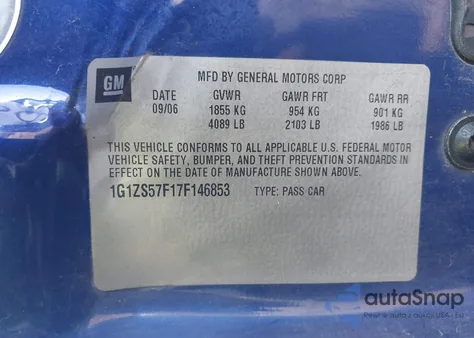 GM
MFD BY GENERAL MOTORS CORP
DATE GVWR GAWR FRT GAWR RR
09/06 1855 KG 954 KG 901 KG
4089 LB 2103 LB 1986 LB
THIS VEHICLE CONFORMS TO ALL APPLICABLE U.S. FEDERAL MOTOR
VEHICLE SAFETY, BUMPER, AND THEFT PREVENTION STANDARDS IN
EFFECT ON THE DATE OF MANUFACTURE SHOWN ABOVE.
1G1ZS57F17F146853 TYPE: PASS CAR
autoSnap
USA - EU